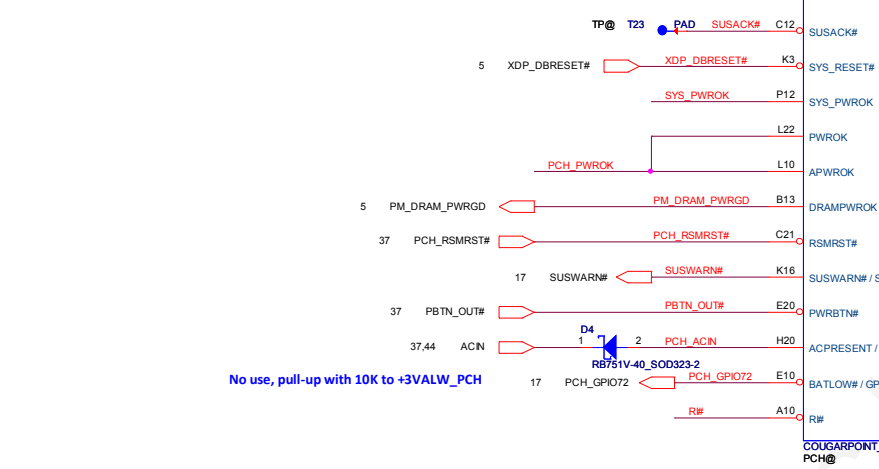 TP@ T23 PAD SUSACK# C12 SUSACK#
5 XDP_DBRESET# XDP_DBRESET# K3 SYS_RESET#
SYS_PWROK P12 SYS_PWROK
L22 PWROK
PCH_PWROK L10 APWROK
5 PM_DRAM_PWRGD PM_DRAM_PWRGD B13 DRAMPWROK
37 PCH_RSMRST# PCH_RSMRST# C21 RSMRST#
17 SUSWARN# SUSWARN# K16 SUSWARN# / S
37 PBTN_OUT# PBTN_OUT# E20 PWRBTN#
D4
37,44 ACIN 1 2 PCH_ACIN H20 ACPRESENT /
RB751V-40_SOD323-2
No use, pull-up with 10K to +3VALW_PCH 17 PCH_GPIO72 PCH_GPIO72 E10 BATLOW# / GP
RI# A10 RI#
COUGARPOINT_
PCH@